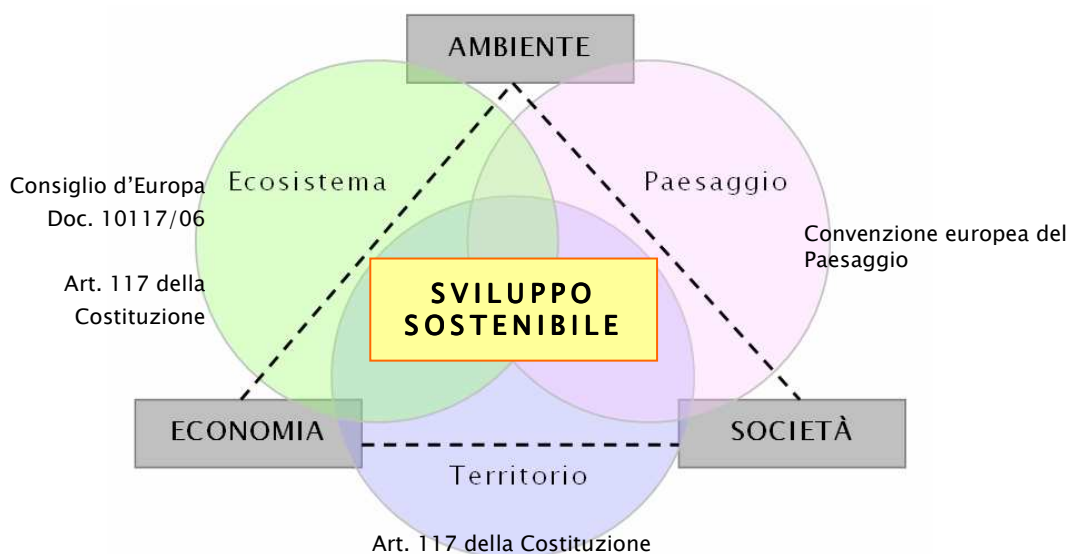 AMBIENTE
Ecosistema
Paesaggio
Consiglio d’Europa
Doc. 10117/06
Convenzione europea del
Paesaggio
Art. 117 della
Costituzione
SVILUPPO
SOSTENIBILE
ECONOMIA
SOCIETÀ
Territorio
Art. 117 della Costituzione